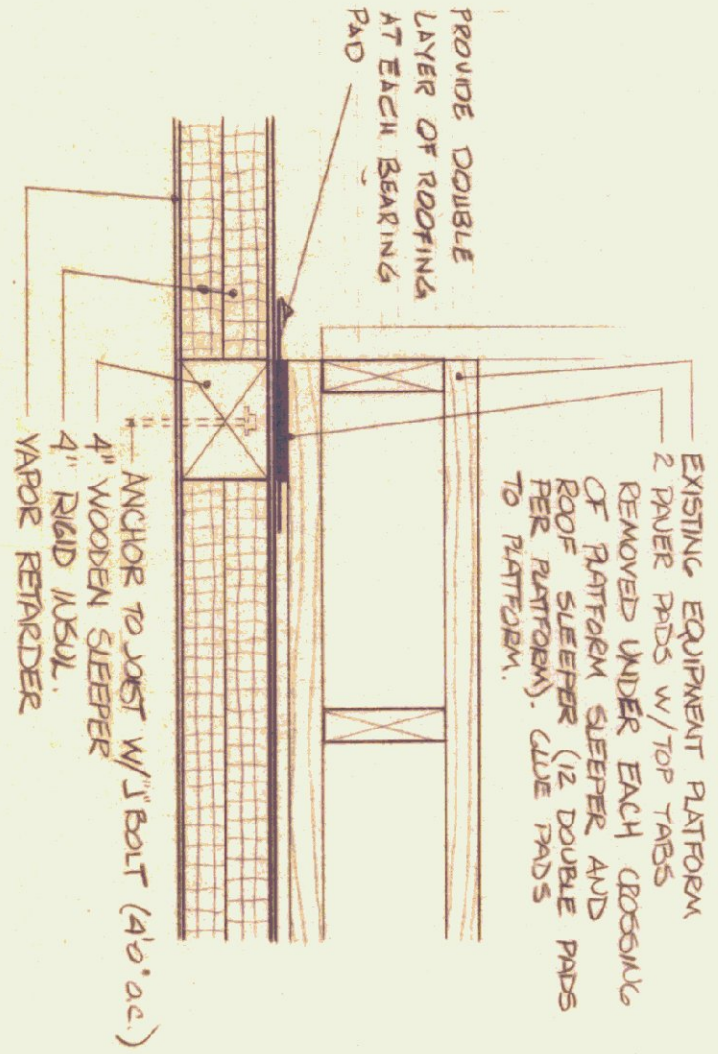 PROVIDE DOUBLE
LAYER OF ROOFING
AT EACH BEARING
PAD
EXISTING EQUIPMENT PLATFORM
2 PAVER PADS W/TOP TABS
REMOVED UNDER EACH CROSSING
OF PLATFORM SLEEPER AND
ROOF SLEEPER (12 DOUBLE PADS
PER PLATFORM). GLUE PADS
TO PLATFORM.
ANCHOR TO JOIST W/"J"BOLT (4'0" O.C.)
4" WOODEN SLEEPER
4" RIGID INSUL.
VAPOR RETARDER